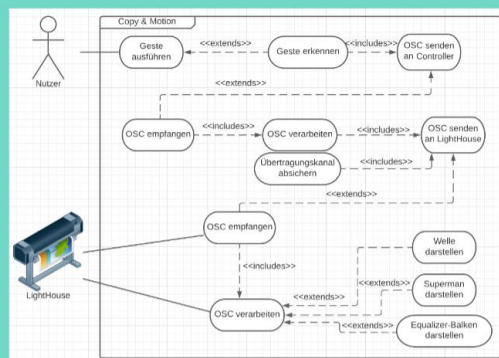 Copy & Motion
Geste
ausführen
<<extends>>
Geste erkennen
<<includes>>
OSC senden
an Controller
Nutzer
<<extends>>
OSC empfangen
<<includes>>
OSC verarbeiten
<<includes>>
OSC senden
an LightHouse
Übertragungskanal
absichern
<<includes>>
<<extends>>
OSC empfangen
<<includes>>
Welle
darstellen
LightHouse
OSC verarbeiten
<<extends>>
<<extends>>
Superman
darstellen
<<extends>>
Equalizer-Balken
darstellen